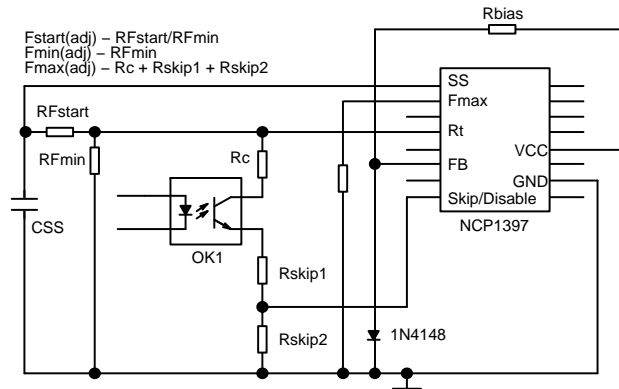 Rbias
Fstart(adj) – RFstart/RFmin
Fmin(adj) – RFmin
Fmax(adj) – Rc + Rskip1 + Rskip2
SS
Fmax
RFstart
Rt
RFmin
Rc
VCC
FB
GND
Skip/Disable
CSS
OK1
NCP1397
Rskip1
Rskip2
1N4148